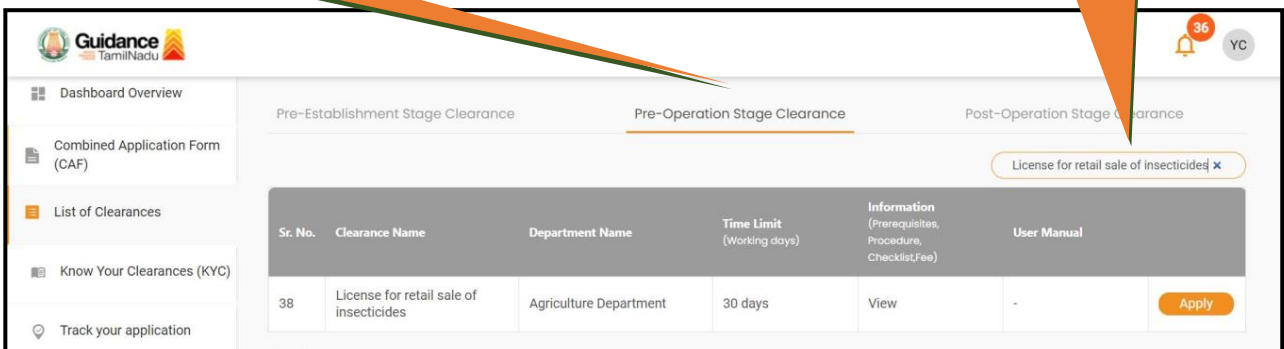 Guidance
TamilNadu
36
YC
Dashboard Overview
Combined Application Form
(CAF)
List of Clearances
Know Your Clearances (KYC)
Track your application
Pre-Establishment Stage Clearance
Pre-Operation Stage Clearance
Post-Operation Stage
License for retail sale of insecticides ×
Sr. No.
Clearance Name
Department Name
Time Limit
(Working days)
Information
(Prerequisites,
Procedure,
Checklist,Fee)
User Manual
38
License for retail sale of
insecticides
Agriculture Department
30 days
View
-
Apply